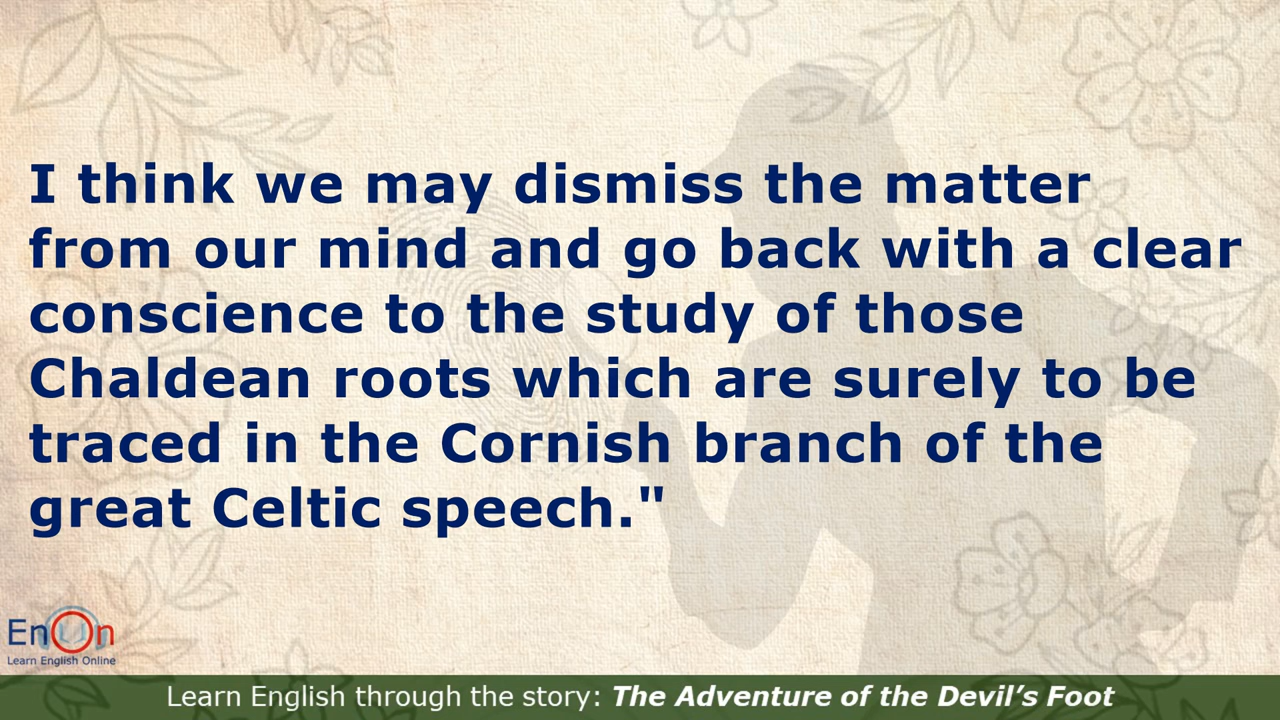 I think we may dismiss the matter
from our mind and go back with a clear
conscience to the study of those
Chaldean roots which are surely to be
traced in the Cornish branch of the
great Celtic speech."
EnOn
Learn English Online
Learn English through the story: The Adventure of the Devil’s Foot